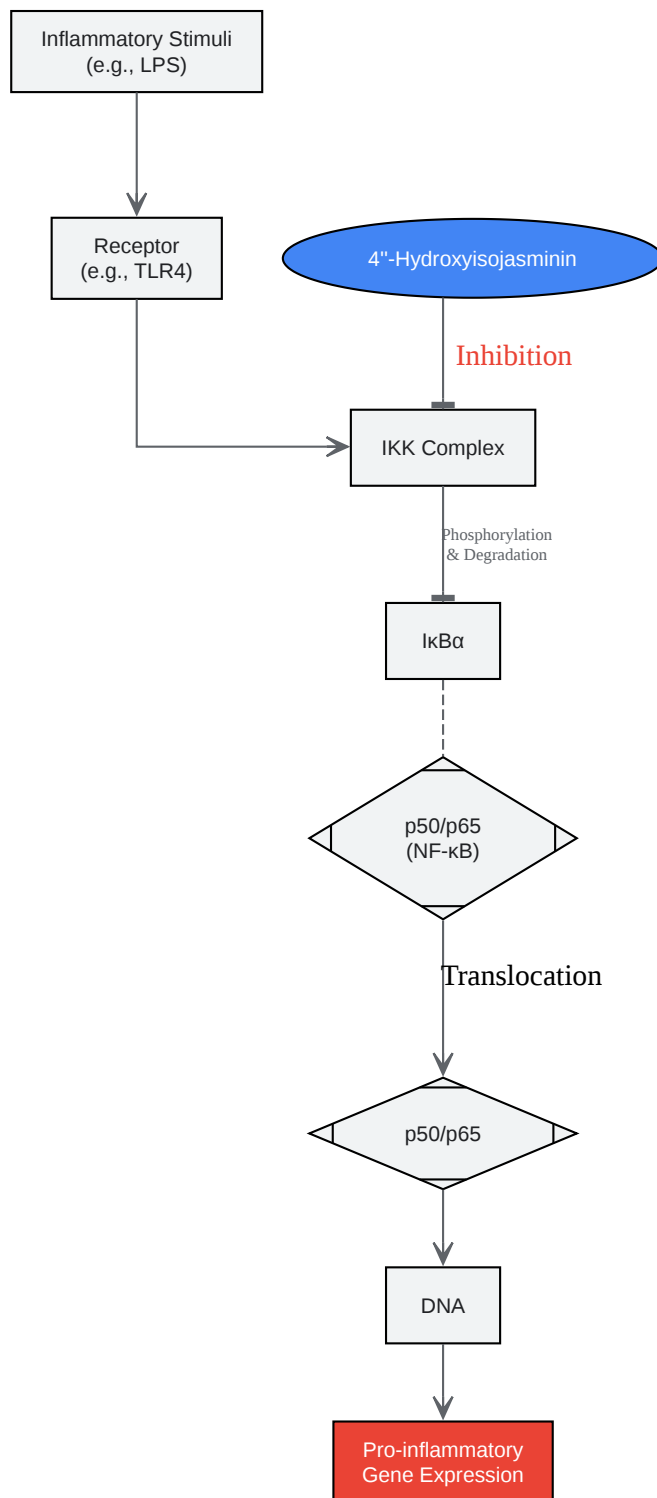 Inflammatory Stimuli
(e.g., LPS)
Receptor
(e.g., TLR4)
4''-Hydroxyisojasminin
Inhibition
IKK Complex
Phosphorylation
& Degradation
IκBα
p50/p65
(NF-κB)
Translocation
p50/p65
DNA
Pro-inflammatory
Gene Expression